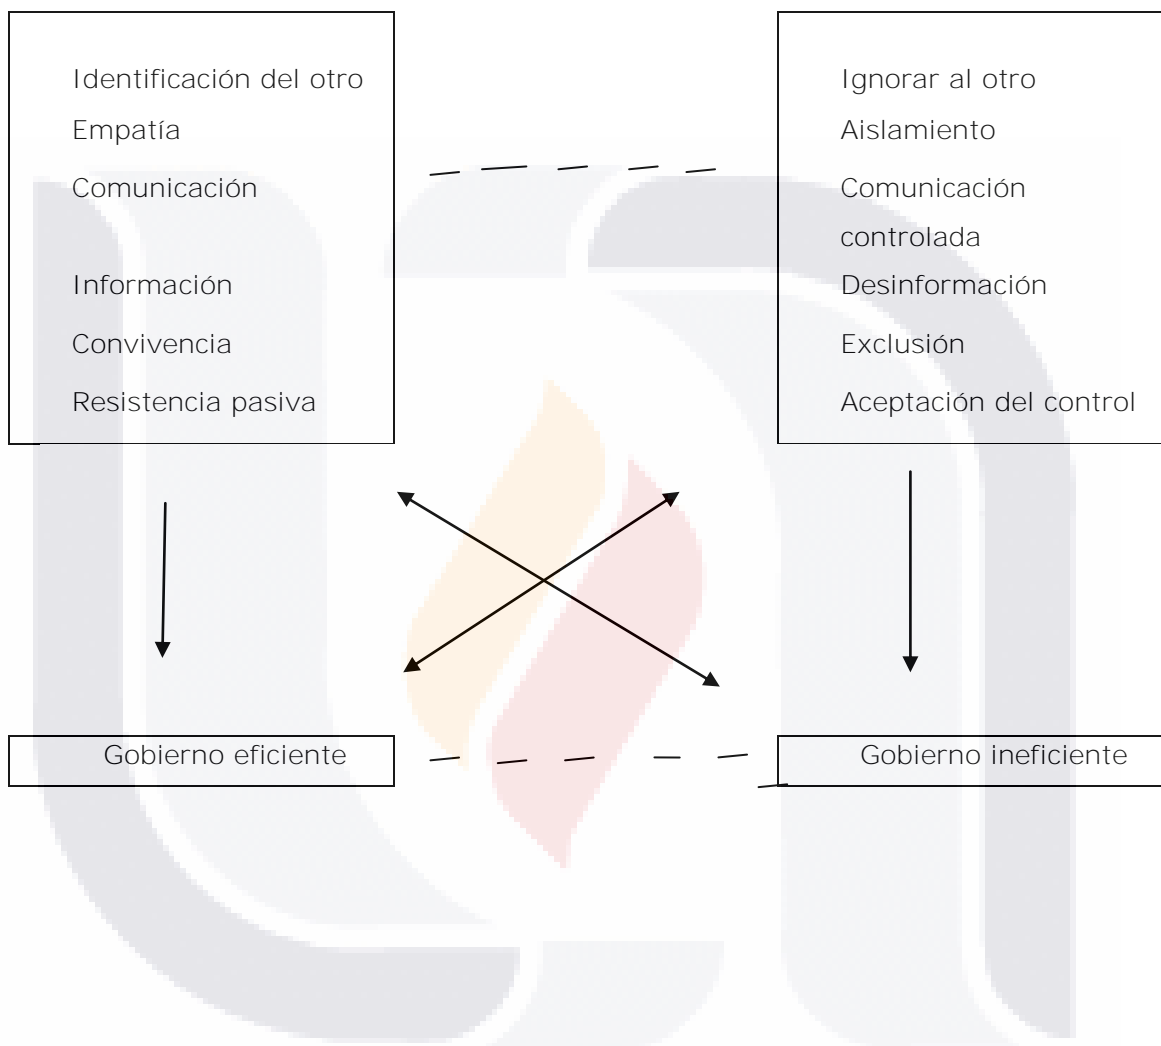 Identificación del otro
Empatía
Comunicación
Información
Convivencia
Resistencia pasiva
Ignorar al otro
Aislamiento
Comunicación
controlada
Desinformación
Exclusión
Aceptación del control
Gobierno eficiente
Gobierno ineficiente